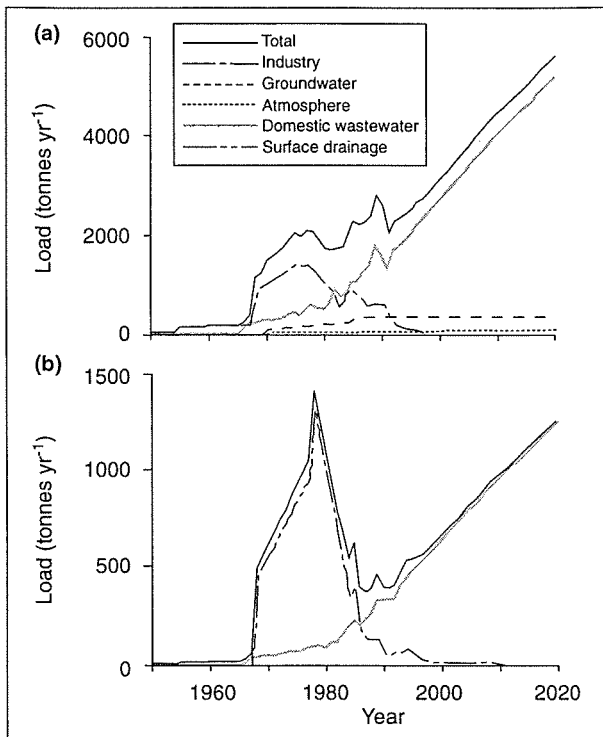 (a)
6000
4000
2000
0
Load (tonnes yr⁻¹)
Total
Industry
Groundwater
Atmosphere
Domestic wastewater
Surface drainage
(b)
1500
1000
500
0
Load (tonnes yr⁻¹)
1960
1980
2000
2020
Year